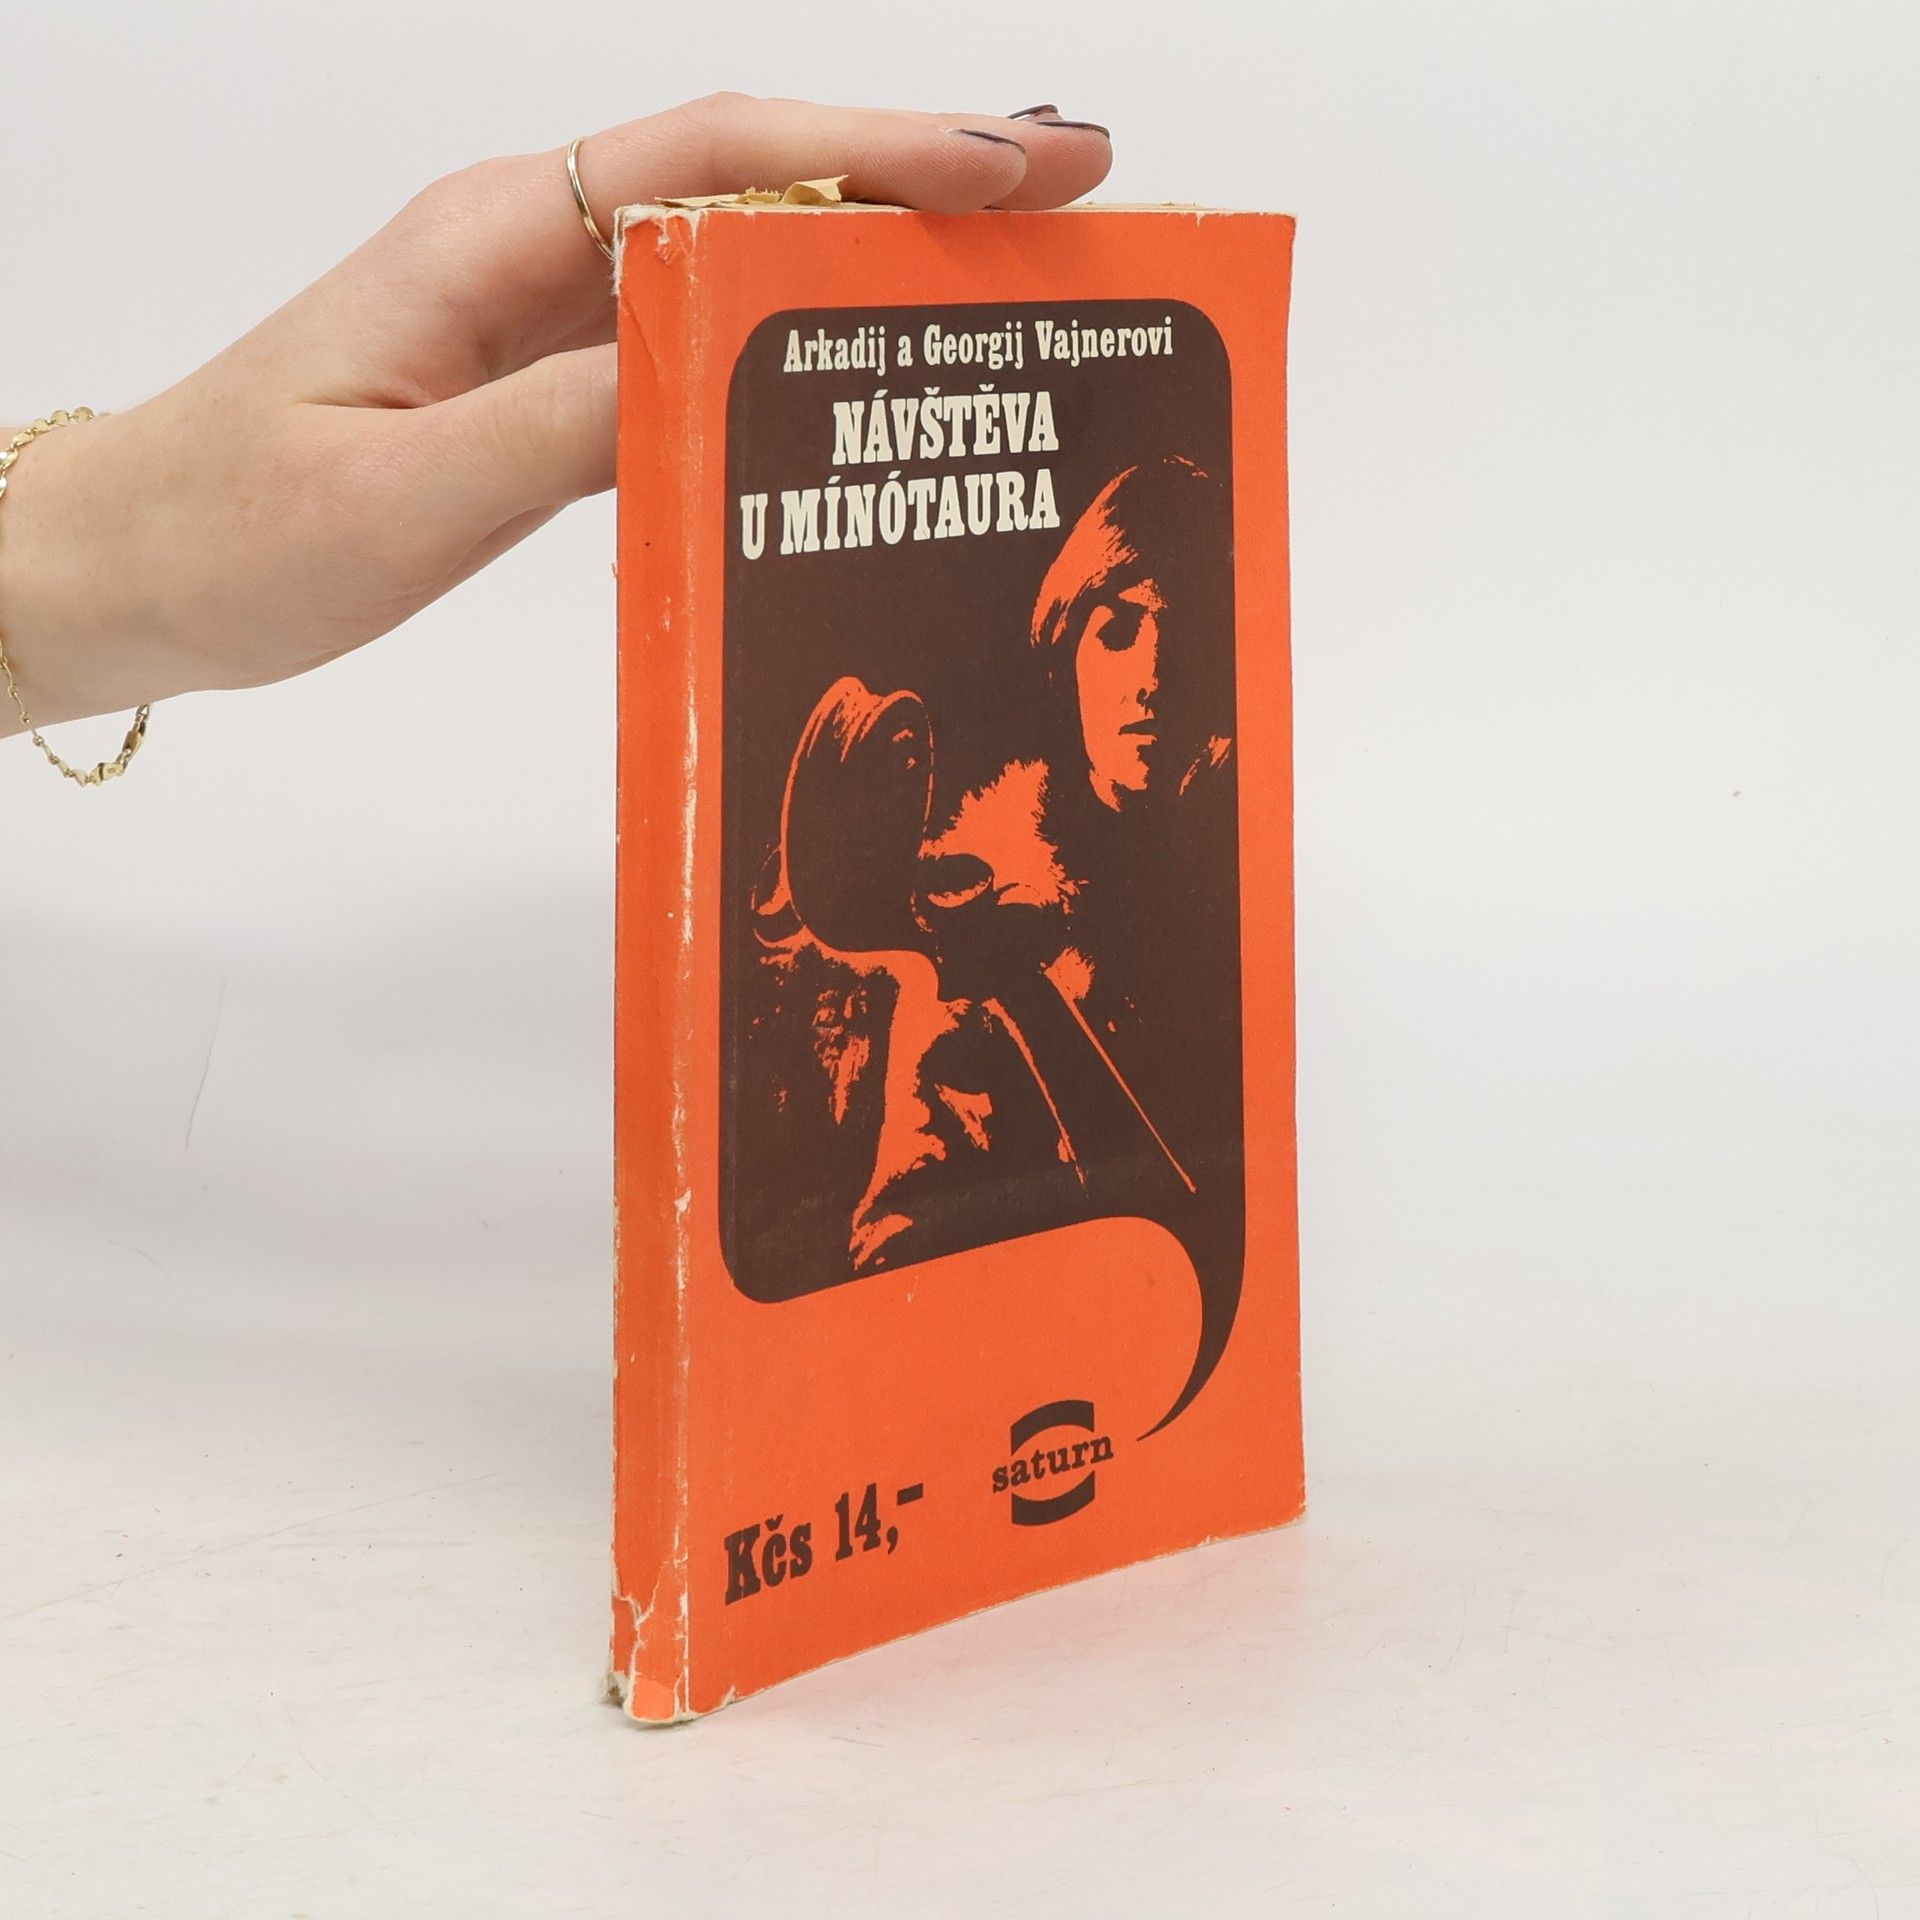 Arkadij a Georgij Vajnerovi
NÁVŠTĚVA
U MÍNÓTAURA
saturn
Kčs 14,-